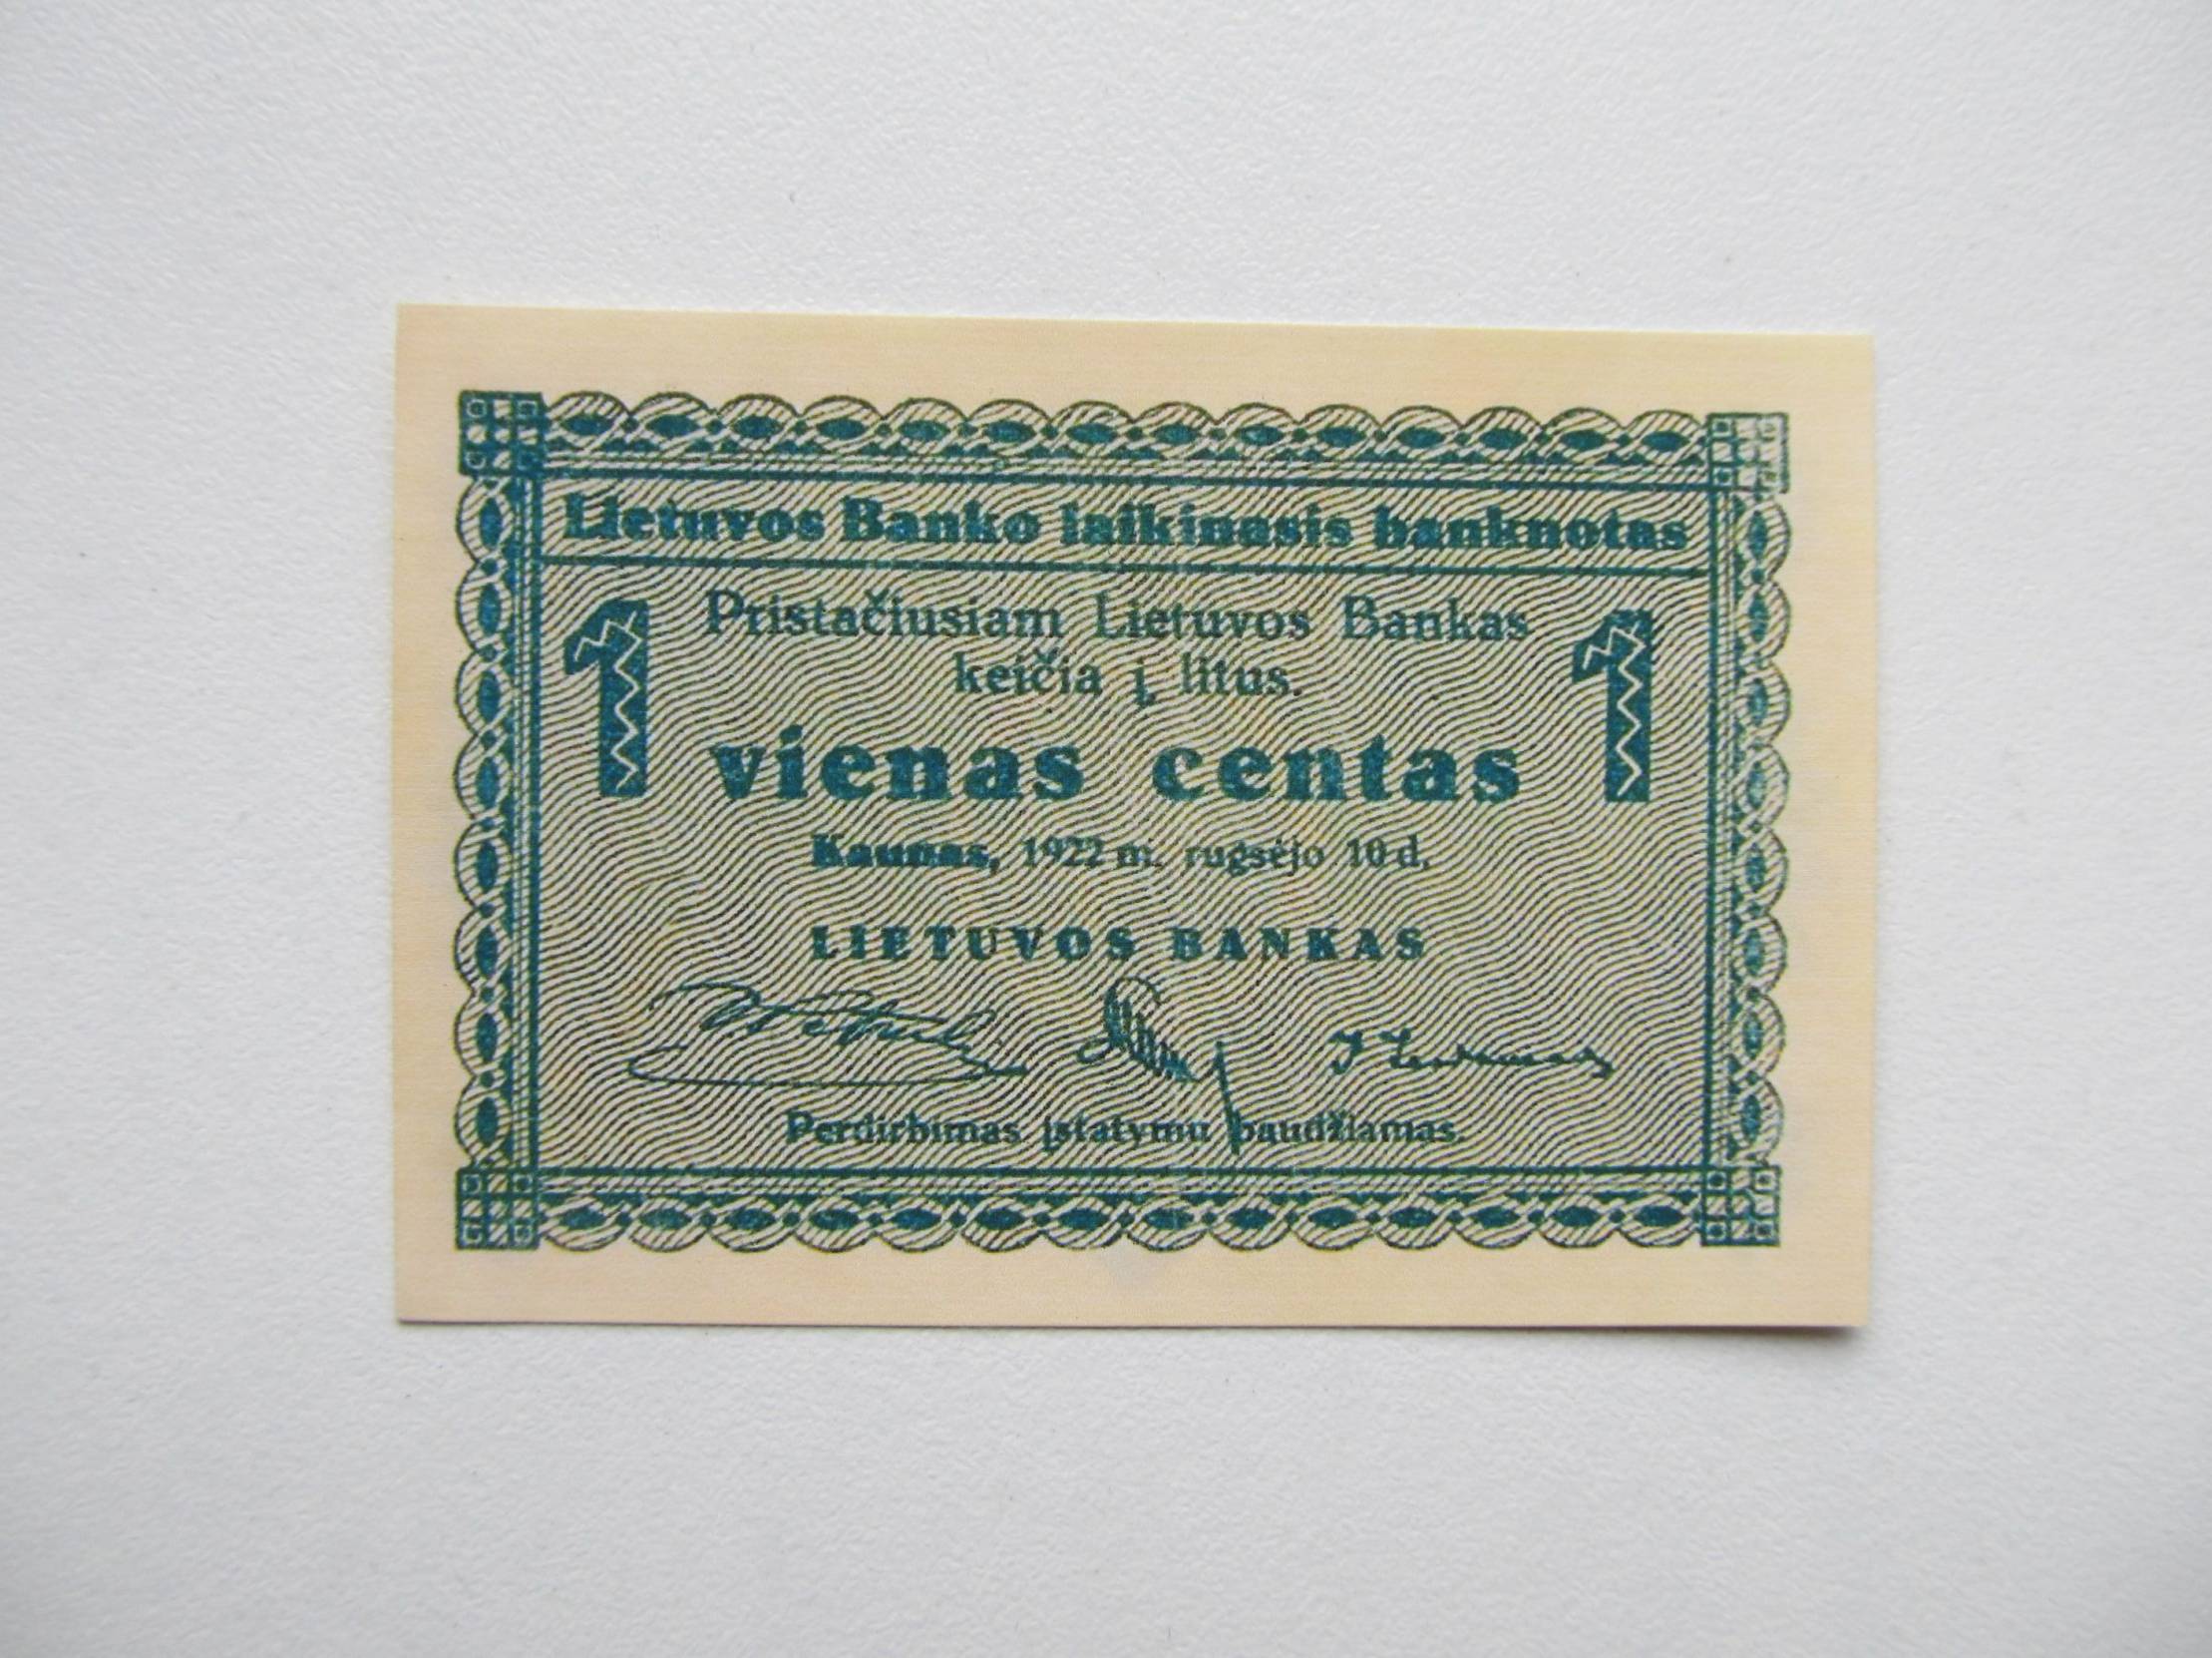 Lietuvos Banko laikinasis banknotas
1 Pristačiusiam Lietuvos Bankas 1
keičia į litus.
vienas centas
Kaunas, 1922 m. rugsėjo 10 d.
LIETUVOS BANKAS
Perdirbimas įstatymu baudžiamas.